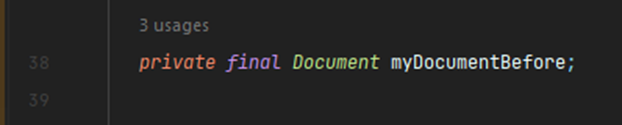 3 usages
38 private final Document myDocumentBefore;
39